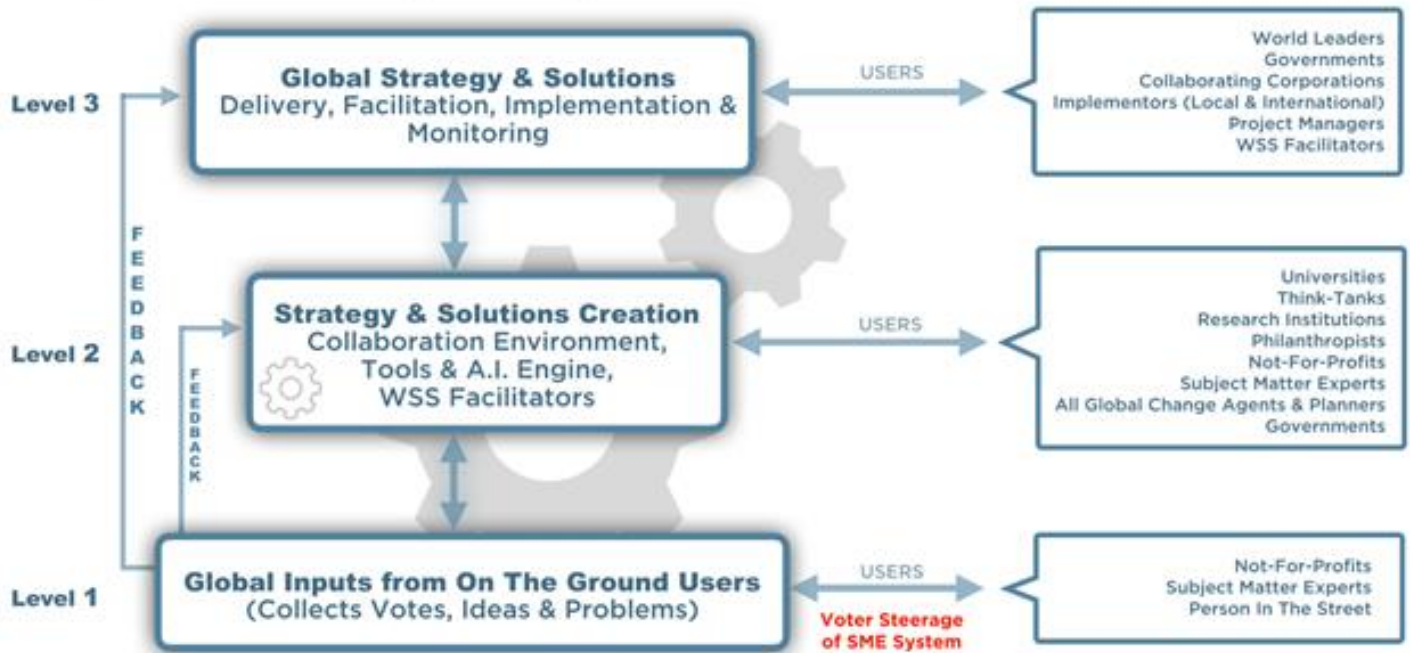 Level 3
Global Strategy & Solutions
Delivery, Facilitation, Implementation &
Monitoring
USERS
World Leaders
Governments
Collaborating Corporations
Implementors (Local & International)
Project Managers
WSS Facilitators
FEEDBACK
Level 2
FEEDBACK
Strategy & Solutions Creation
Collaboration Environment,
Tools & A.I. Engine,
WSS Facilitators
USERS
Universities
Think-Tanks
Research Institutions
Philanthropists
Not-For-Profits
Subject Matter Experts
All Global Change Agents & Planners
Governments
Level 1
Global Inputs from On The Ground Users
(Collects Votes, Ideas & Problems)
USERS
Voter Steerage
of SME System
Not-For-Profits
Subject Matter Experts
Person In The Street